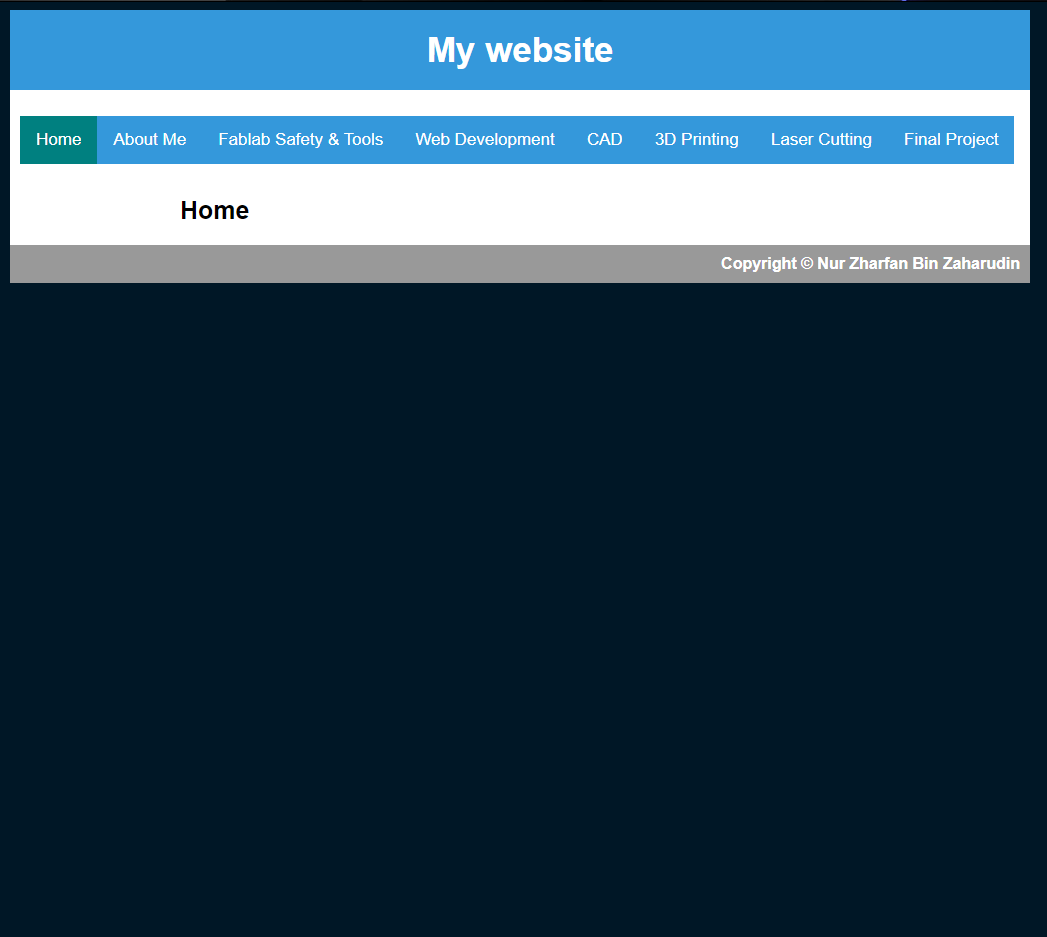 My website
Home About Me Fablab Safety & Tools Web Development CAD 3D Printing Laser Cutting Final Project
Home
Copyright © Nur Zharfan Bin Zaharudin